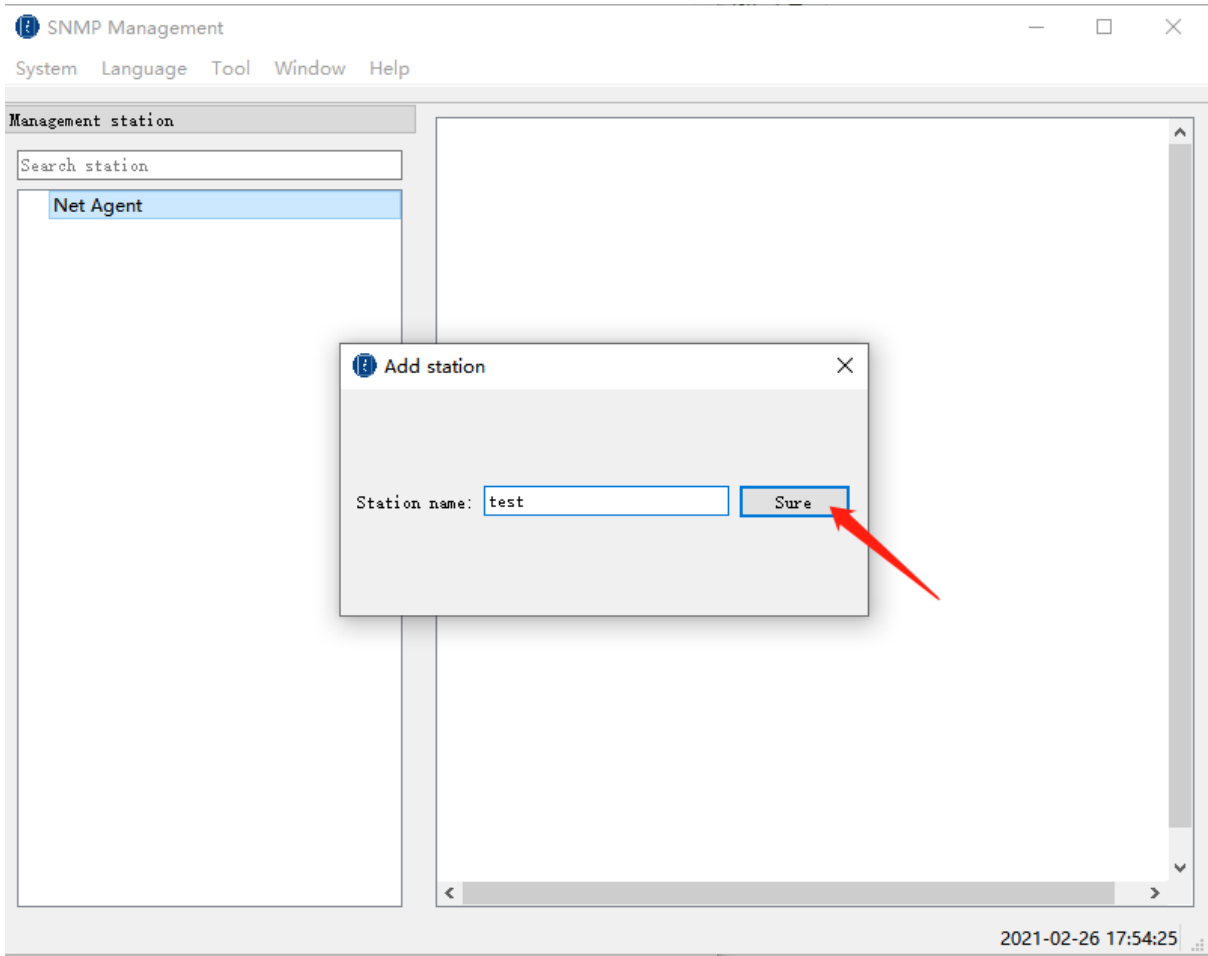 SNMP Management
System Language Tool Window Help
Management station
Search station
Net Agent
Add station
Station name: test Sure
2021-02-26 17:54:25